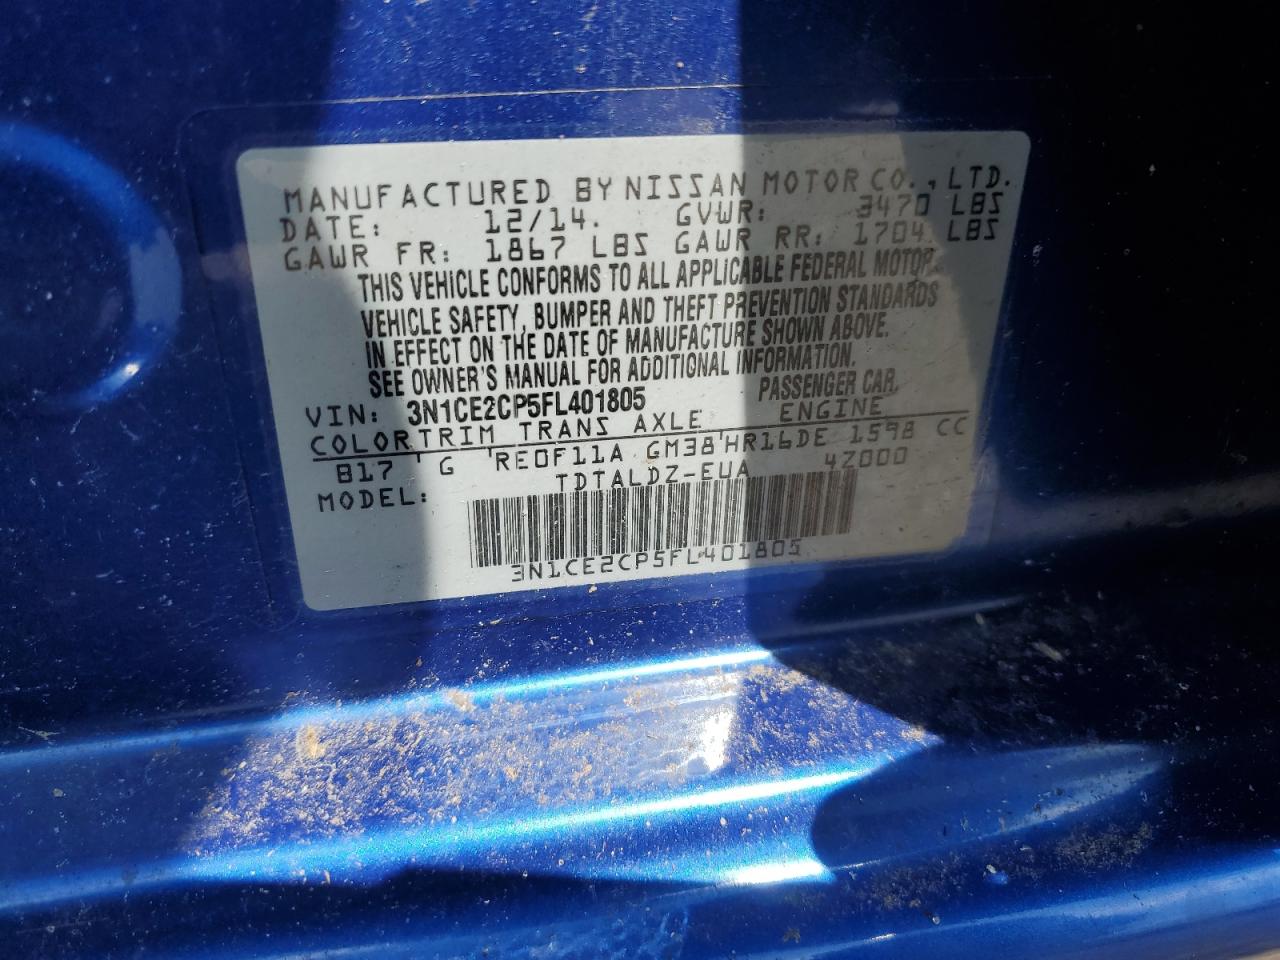 MANUFACTURED BY NISSAN MOTOR CO., LTD.
DATE: 12/14. GVWR: 3470 LBS
GAWR FR: 1867 LBS GAWR RR: 1704 LBS
THIS VEHICLE CONFORMS TO ALL APPLICABLE FEDERAL MOTOR
VEHICLE SAFETY, BUMPER AND THEFT PREVENTION STANDARDS
IN EFFECT ON THE DATE OF MANUFACTURE SHOWN ABOVE.
SEE OWNER'S MANUAL FOR ADDITIONAL INFORMATION.
VIN: 3N1CE2CP5FL401805 PASSENGER CAR
COLOR TRIM TRANS AXLE ENGINE
B17 G RE0F11A GM38 HR16DE 1598 CC
MODEL: TDTALDZ-EUA 4Z000
3N1CE2CP5FL401805